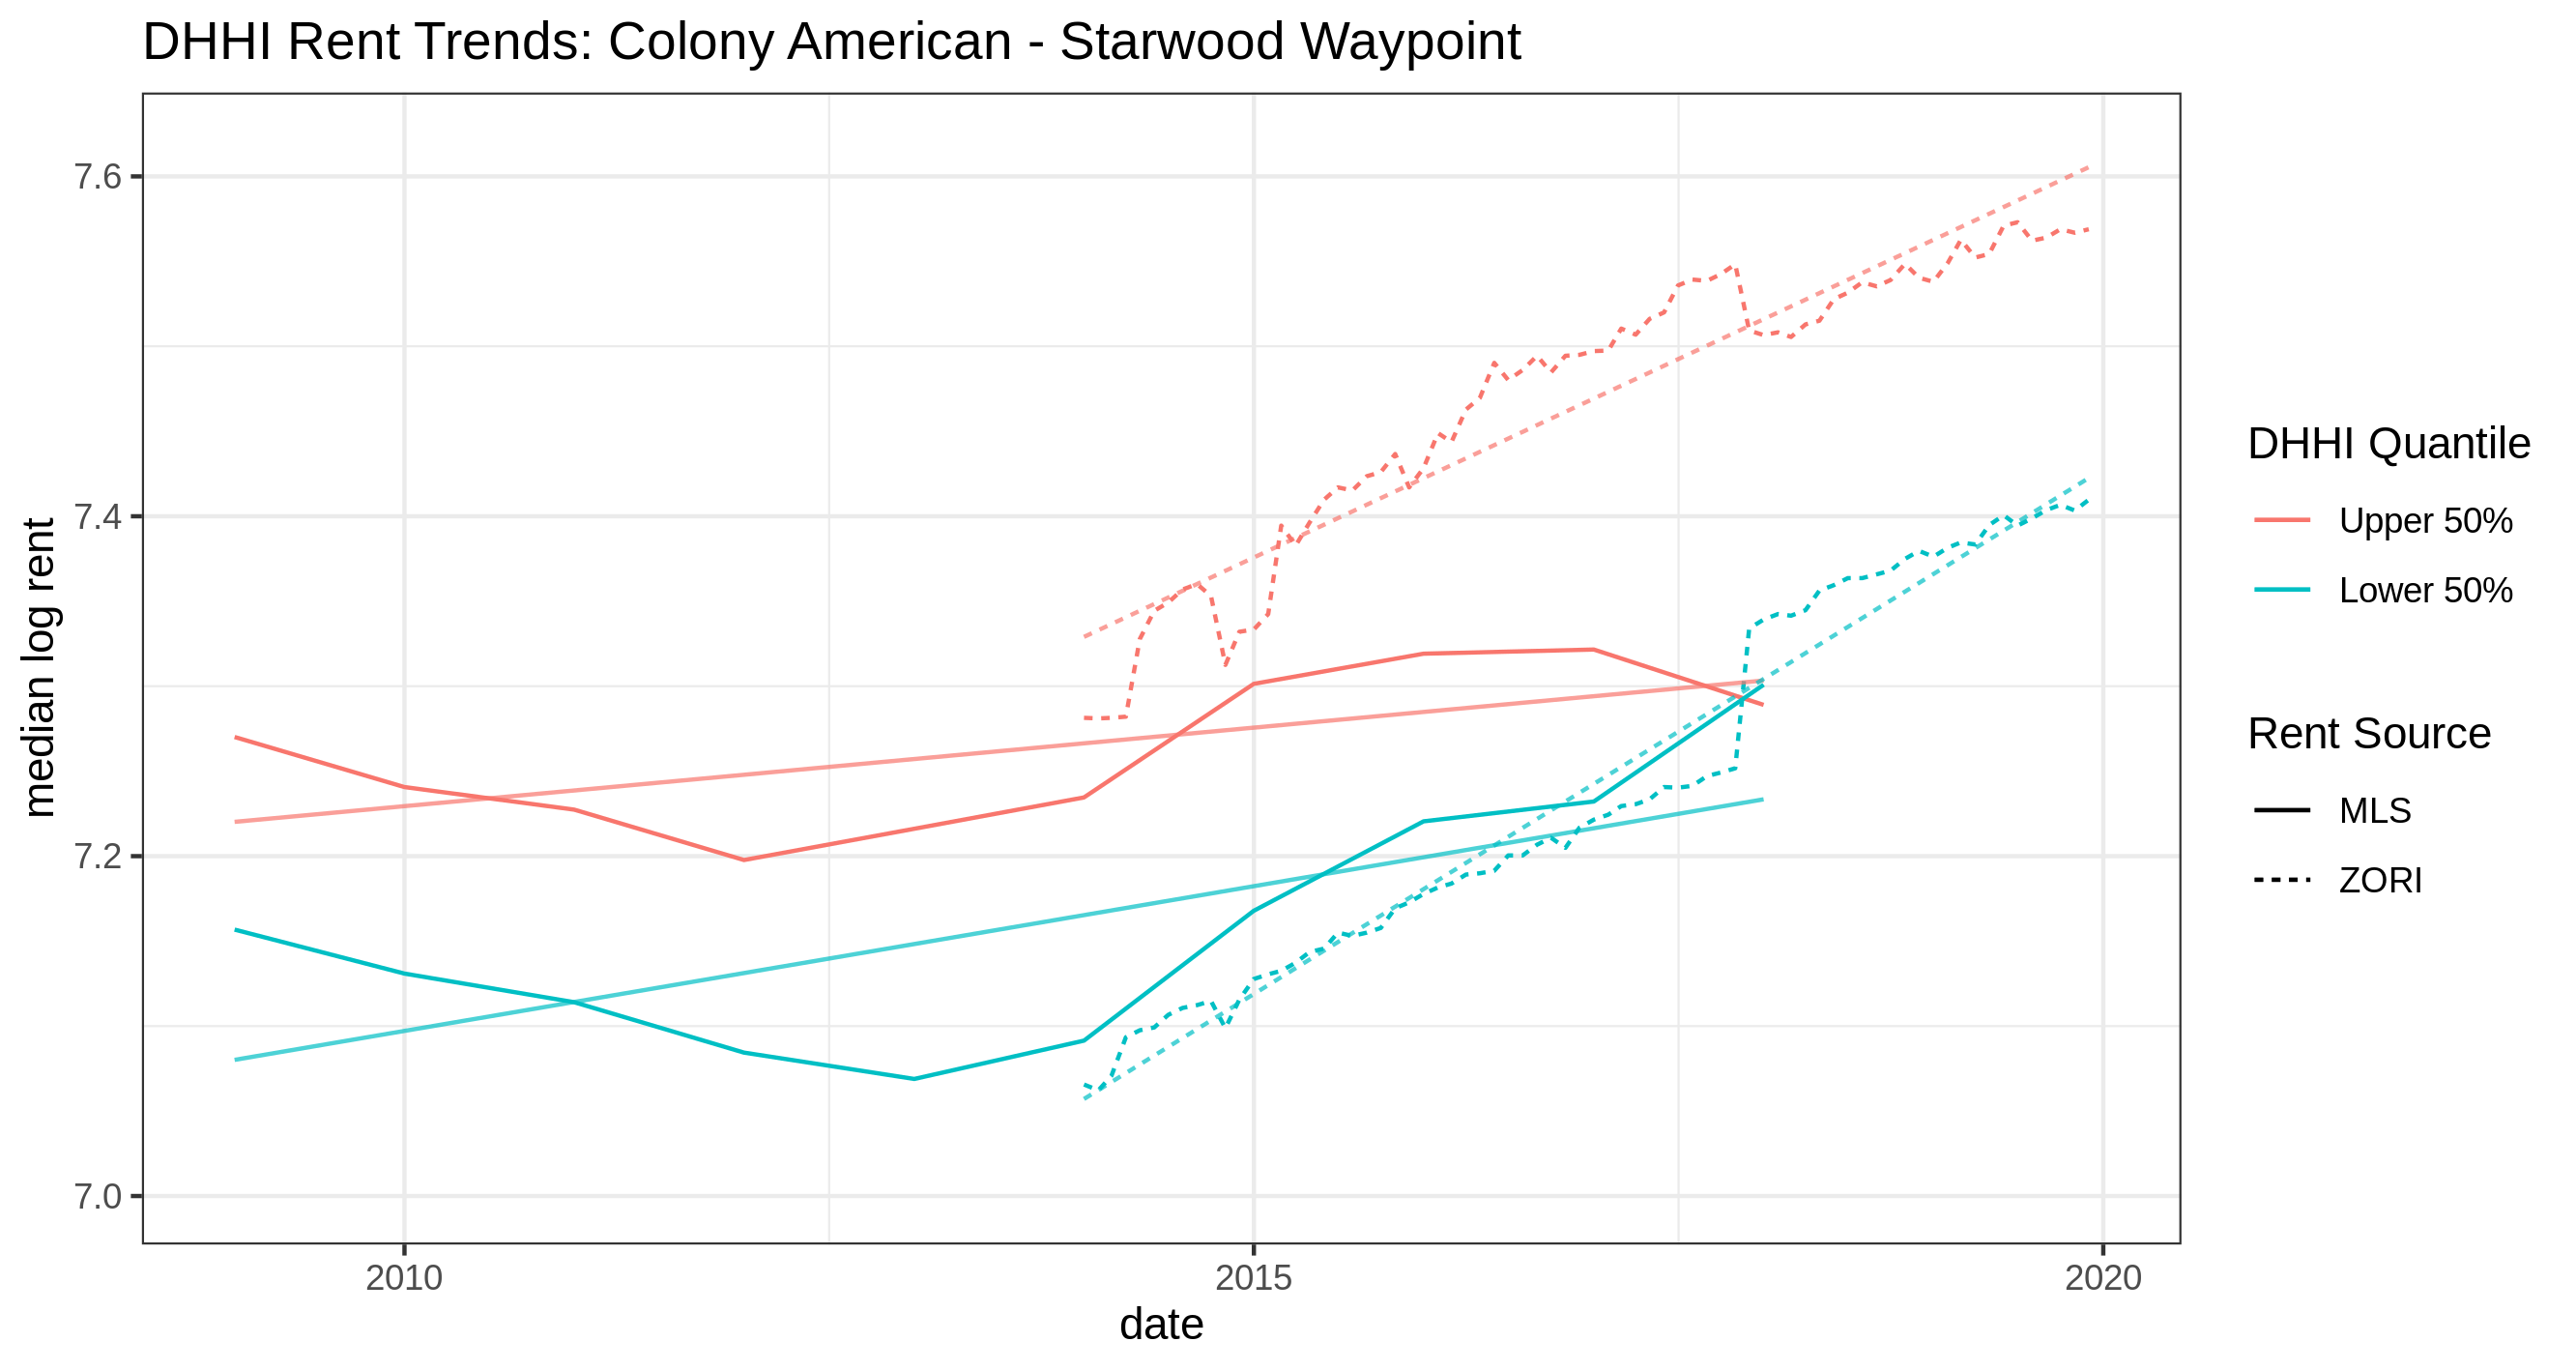 DHHI Rent Trends: Colony American - Starwood Waypoint
median log rent
7.6
7.4
7.2
7.0
2010
2015
2020
date
DHHI Quantile
Upper 50%
Lower 50%
Rent Source
MLS
ZORI